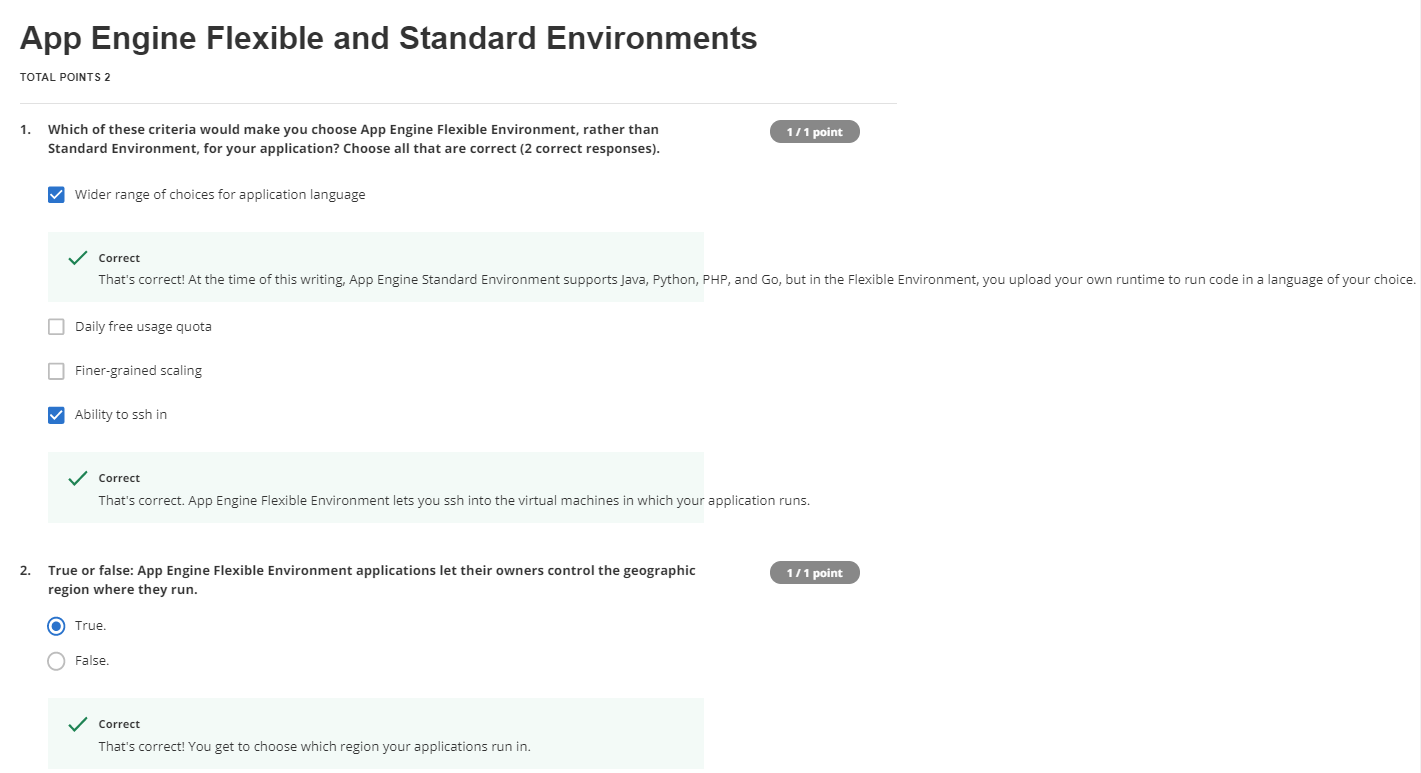 App Engine Flexible and Standard Environments
TOTAL POINTS 2
1. Which of these criteria would make you choose App Engine Flexible Environment, rather than
Standard Environment, for your application? Choose all that are correct (2 correct responses).
1 / 1 point
Wider range of choices for application language
Correct
That's correct! At the time of this writing, App Engine Standard Environment supports Java, Python, PHP, and Go, but in the Flexible Environment, you upload your own runtime to run code in a language of your choice.
Daily free usage quota
Finer-grained scaling
Ability to ssh in
Correct
That's correct. App Engine Flexible Environment lets you ssh into the virtual machines in which your application runs.
2. True or false: App Engine Flexible Environment applications let their owners control the geographic
region where they run.
1 / 1 point
True.
False.
Correct
That's correct! You get to choose which region your applications run in.